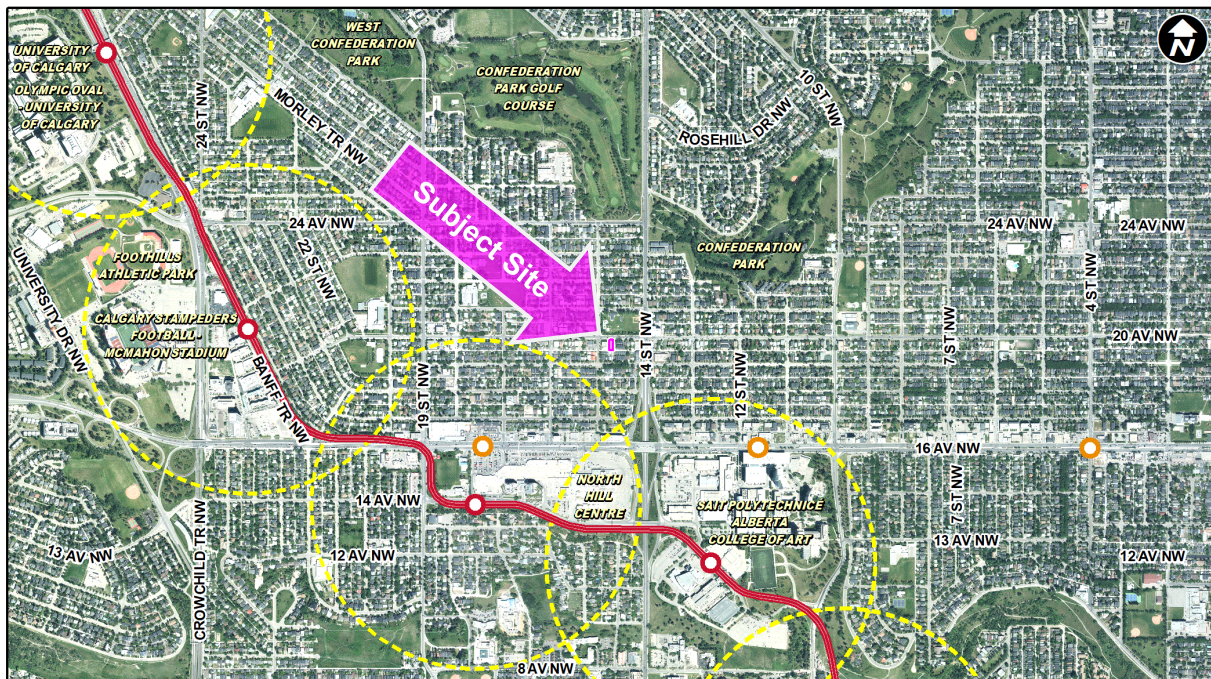 WEST
CONFEDERATION
PARK
N
UNIVERSITY
OF CALGARY
OLYMPIC OVAL
- UNIVERSITY
OF CALGARY
24 ST NW
MORLEY TR NW
CONFEDERATION
PARK GOLF
COURSE
10 ST NW
ROSEHILL DR NW
Subject Site
24 AV NW
24 AV NW
24 AV NW
22 ST NW
CONFEDERATION
PARK
FOOTHILLS
ATHLETIC PARK
UNIVERSITY DR NW
4 ST NW
CALGARY STAMPEDERS
FOOTBALL -
MCMAHON STADIUM
BANFF TR NW
14 ST NW
7 ST NW
20 AV NW
19 ST NW
12 ST NW
16 AV NW
NORTH
HILL
CENTRE
14 AV NW
SAIT POLYTECHNICE
ALBERTA
COLLEGE OF ART
7 ST NW
13 AV NW
13 AV NW
12 AV NW
12 AV NW
CROWCHILD TR NW
8 AV NW